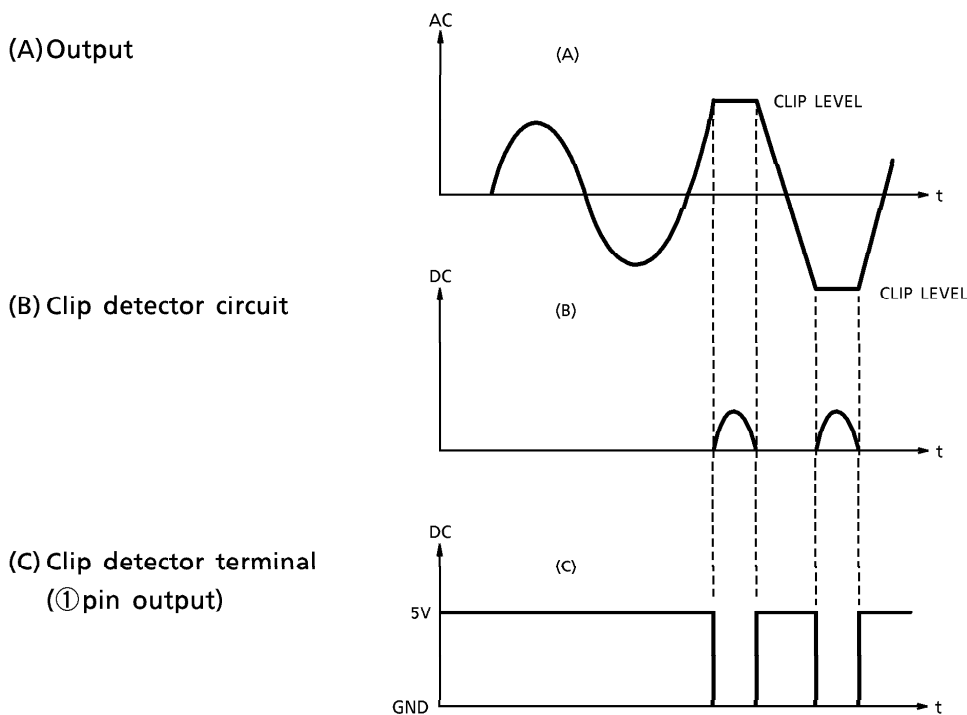 (A) Output
AC
(A)
CLIP LEVEL
t
(B) Clip detector circuit
DC
(B)
CLIP LEVEL
t
(C) Clip detector terminal
(①pin output)
DC
(C)
5V
GND
t